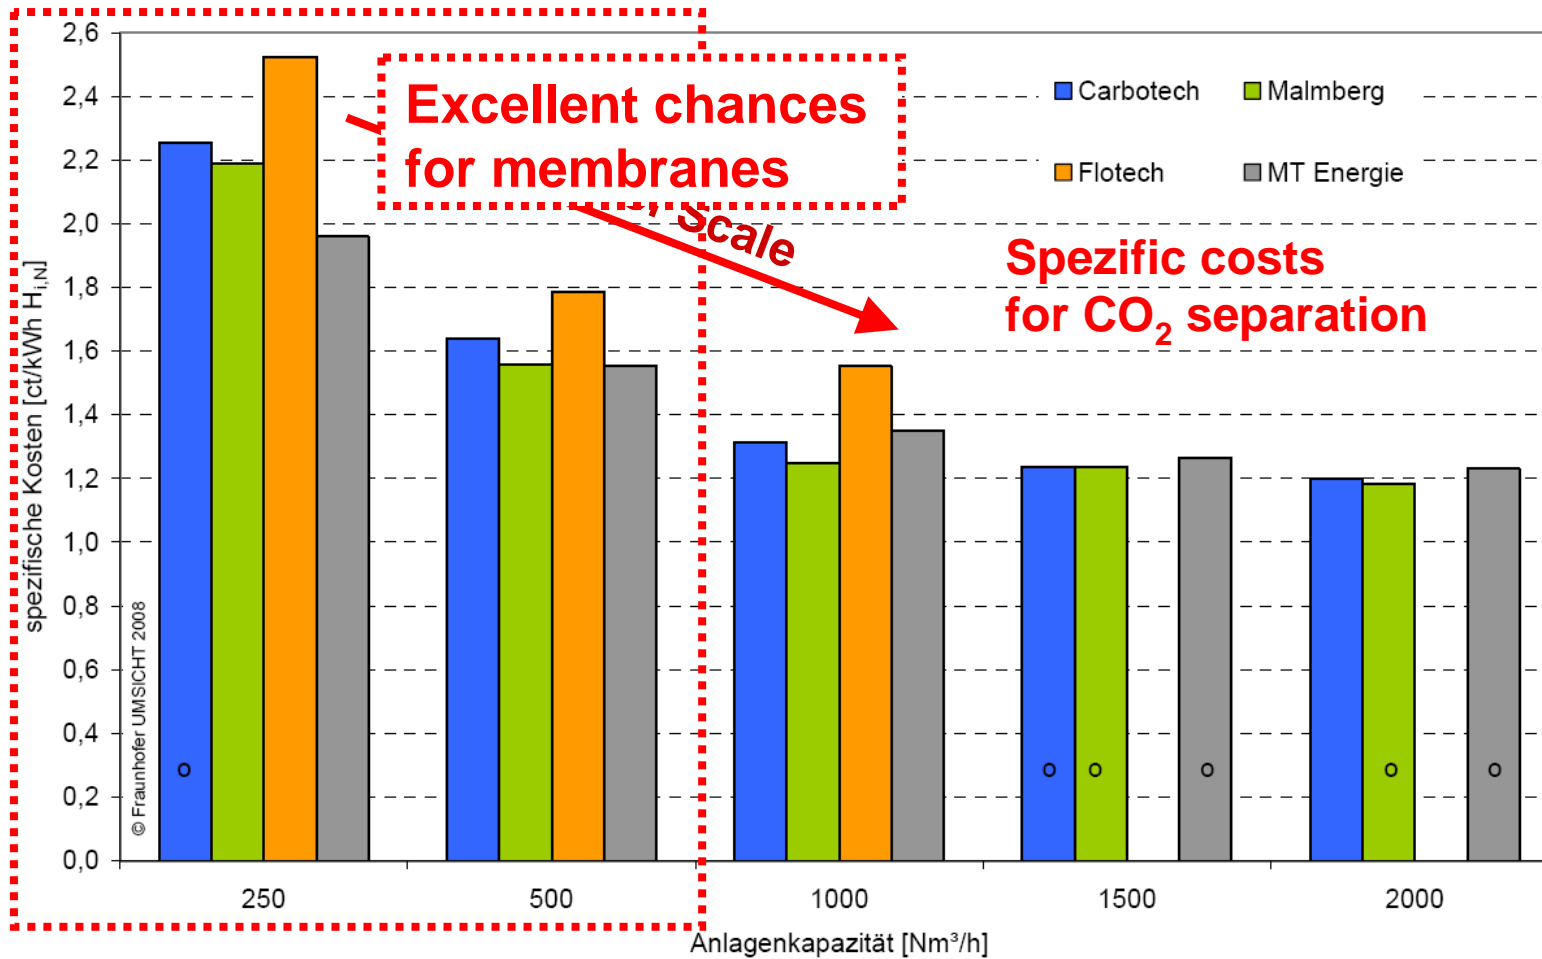 2,6
2,4
2,2
2,0
1,8
1,6
1,4
1,2
1,0
0,8
0,6
0,4
0,2
0,0
spezifische Kosten [ct/kWh H i,N]
© Fraunhofer UMSICHT 2008
Excellent chances
for membranes
Scale
Carbotech
Malmberg
Flotech
MT Energie
Spezific costs
for CO2 separation
o
o
o
o
o
o
250
500
1000
1500
2000
Anlagenkapazität [Nm³/h]